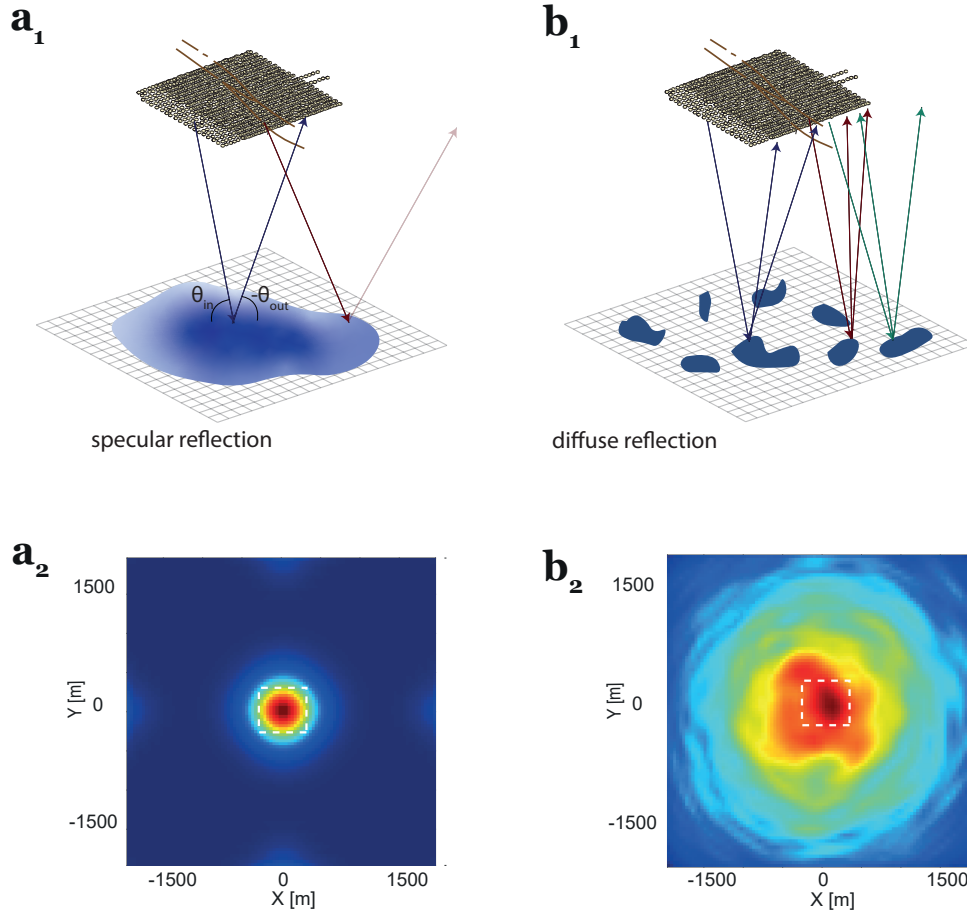 a1
b1
θin
-θout
specular reflection
diffuse reflection
a2
b2
1500
0
-1500
Y [m]
-1500
0
1500
X [m]
1500
0
-1500
Y [m]
-1500
0
1500
X [m]